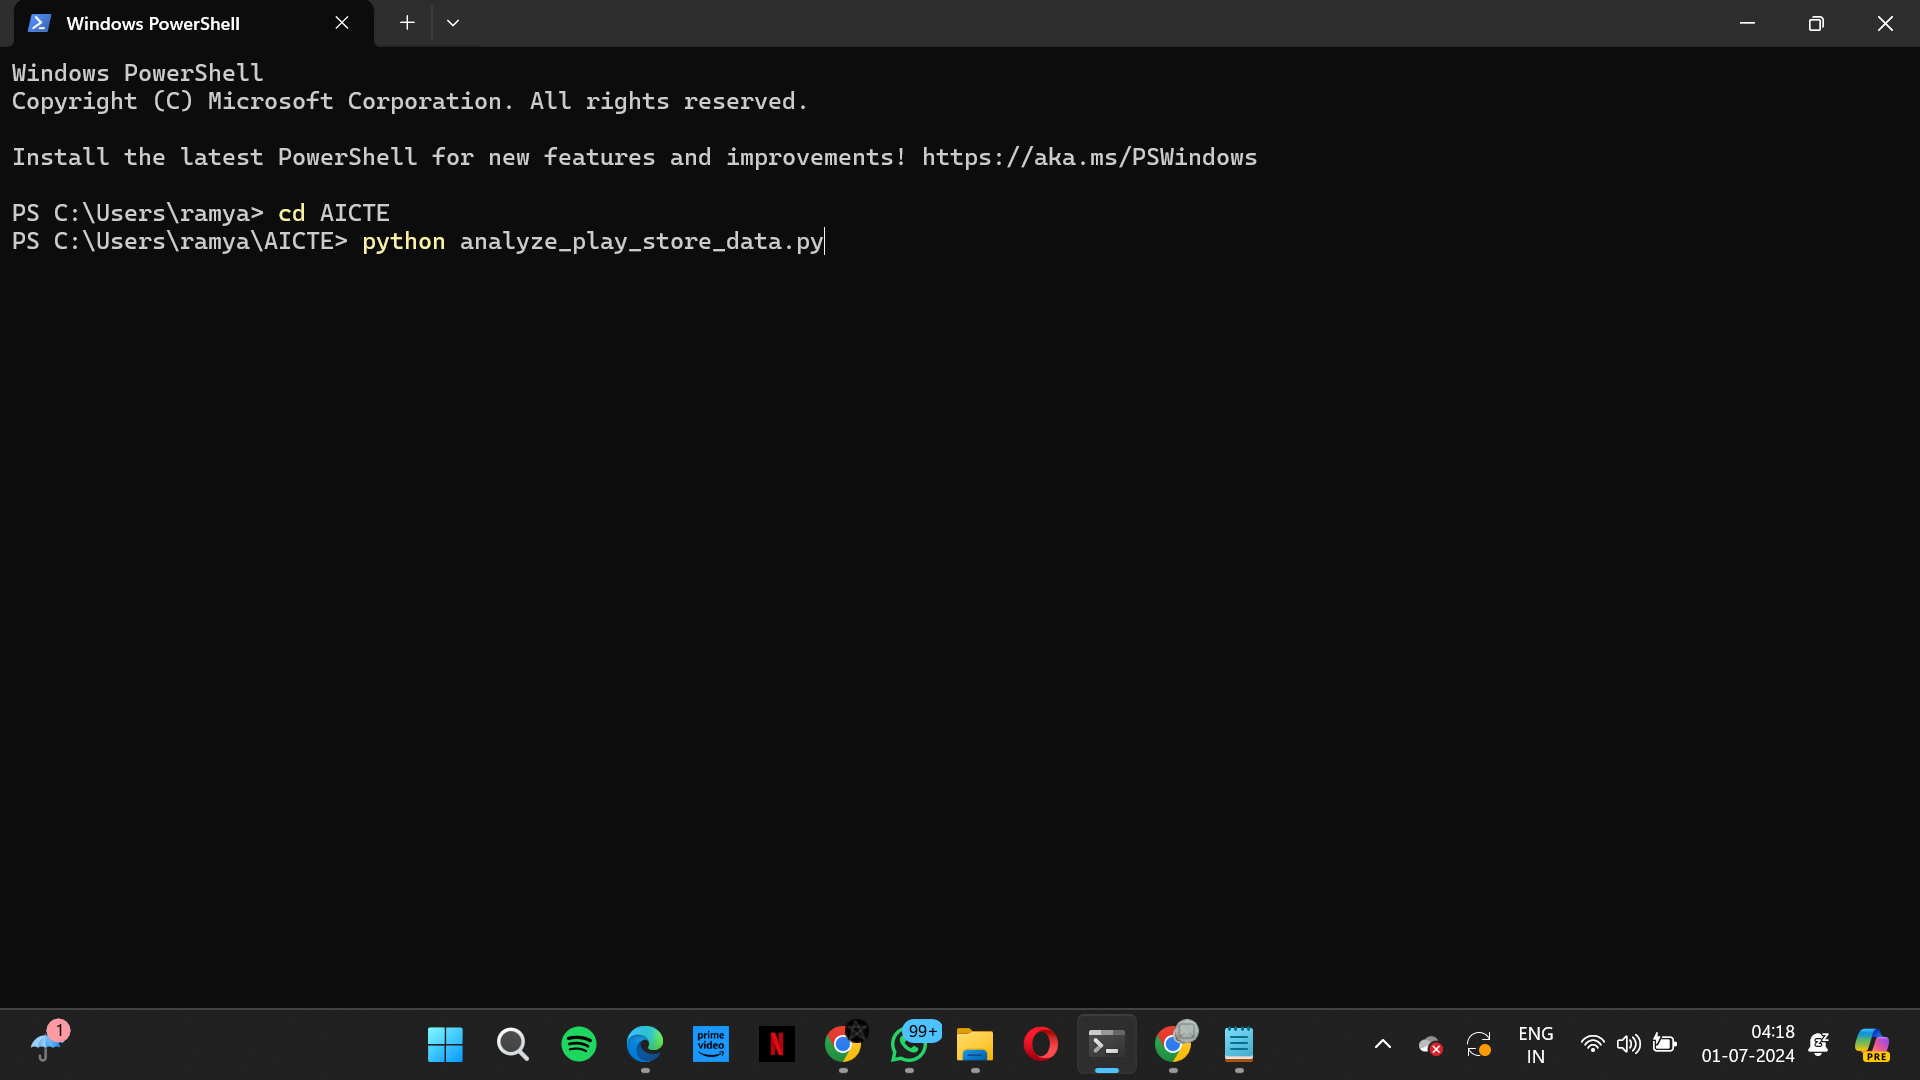 Windows PowerShell
Windows PowerShell
Copyright (C) Microsoft Corporation. All rights reserved.
Install the latest PowerShell for new features and improvements! https://aka.ms/PSWindows
PS C:\Users\ramya> cd AICTE
PS C:\Users\ramya\AICTE> python analyze_play_store_data.py
1
prime video
N
99+
ENG
IN
04:18
01-07-2024
PRE